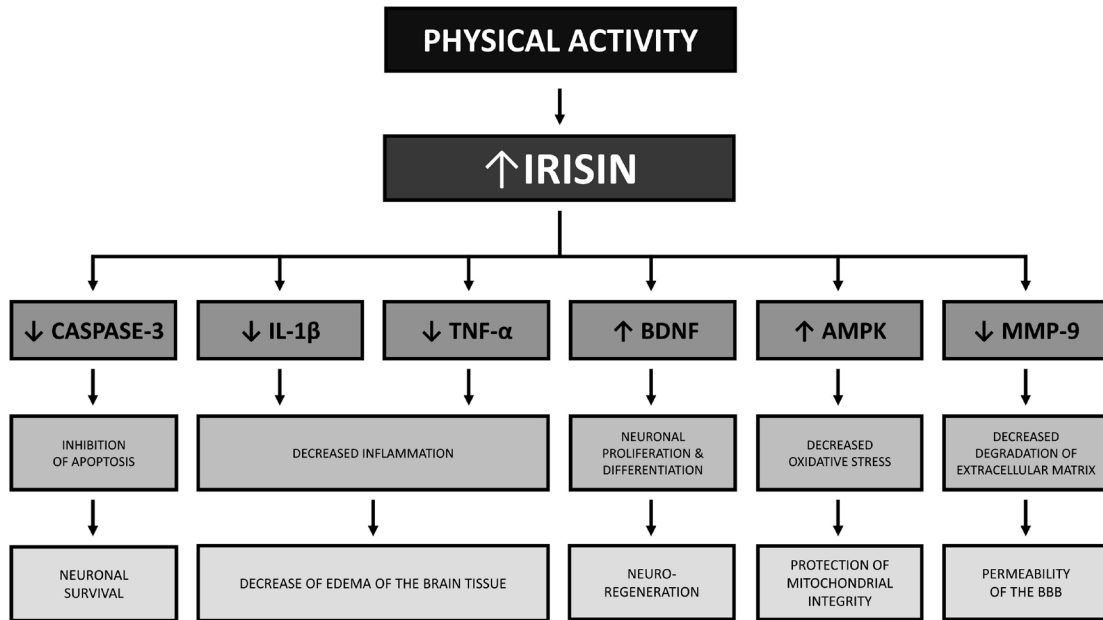 PHYSICAL ACTIVITY
↑ IRISIN
↓ CASPASE-3
↓ IL-1β
↓ TNF-α
↑ BDNF
↑ AMPK
↓ MMP-9
INHIBITION
OF APOPTOSIS
DECREASED INFLAMMATION
NEURONAL
PROLIFERATION &
DIFFERENTIATION
DECREASED
OXIDATIVE STRESS
DECREASED
DEGRADATION OF
EXTRACELLULAR MATRIX
NEURONAL
SURVIVAL
DECREASE OF EDEMA OF THE BRAIN TISSUE
NEURO-
REGENERATION
PROTECTION OF
MITOCHONDRIAL
INTEGRITY
PERMEABILITY
OF THE BBB